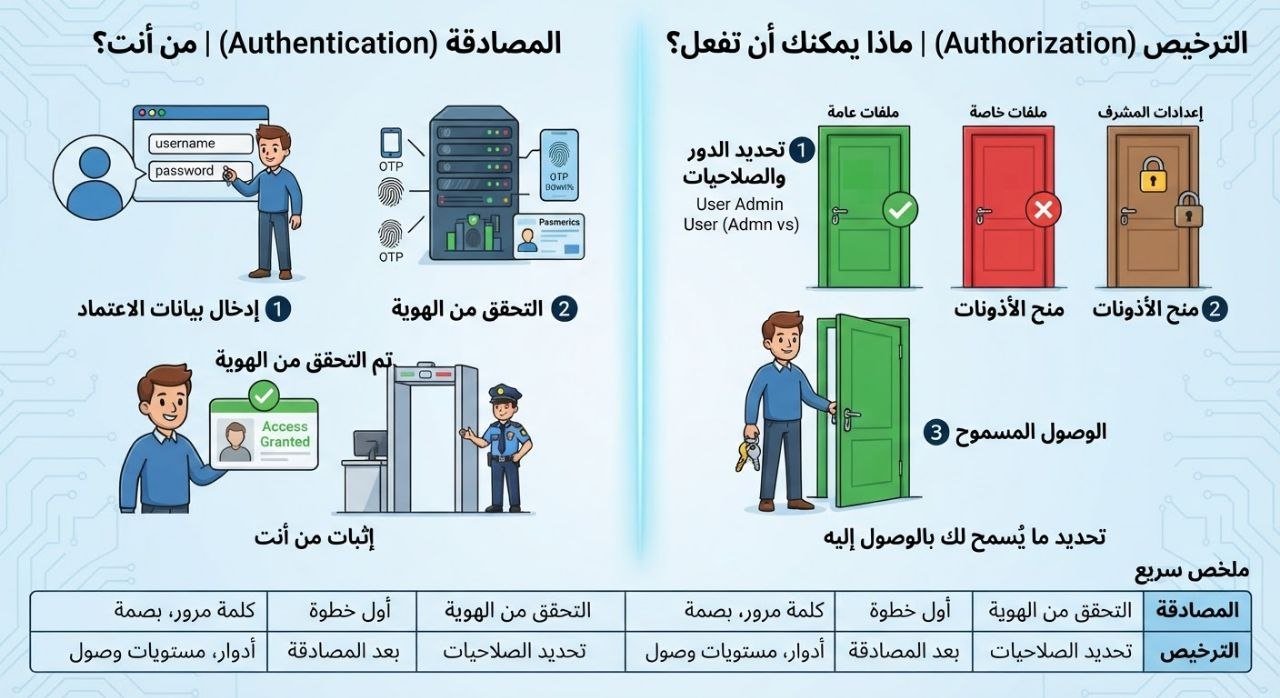 الترخيص (Authorization) | ماذا يمكنك أن تفعل؟
ملفات عامة
ملفات خاصة
إعدادات المشرف
1 تحديد الدور
والصلاحيات
User Admin
User (Admn vs)
2 منح الأذونات
منح الأذونات
3 الوصول المسموح
تحديد ما يُسمح لك بالوصول إليه
المصادقة (Authentication) | من أنت؟
username
password
1 إدخال بيانات الاعتماد
OTP
OTP
OTP
Pasmerics
2 التحقق من الهوية
تم التحقق من الهوية
Access
Granted
إثبات من أنت
ملخص سريع
المصادقة | التحقق من الهوية | أول خطوة | كلمة مرور، بصمة | التحقق من الهوية | أول خطوة | كلمة مرور، بصمة
الترخيص | تحديد الصلاحيات | بعد المصادقة | أدوار، مستويات وصول | تحديد الصلاحيات | بعد المصادقة | أدوار، مستويات وصول